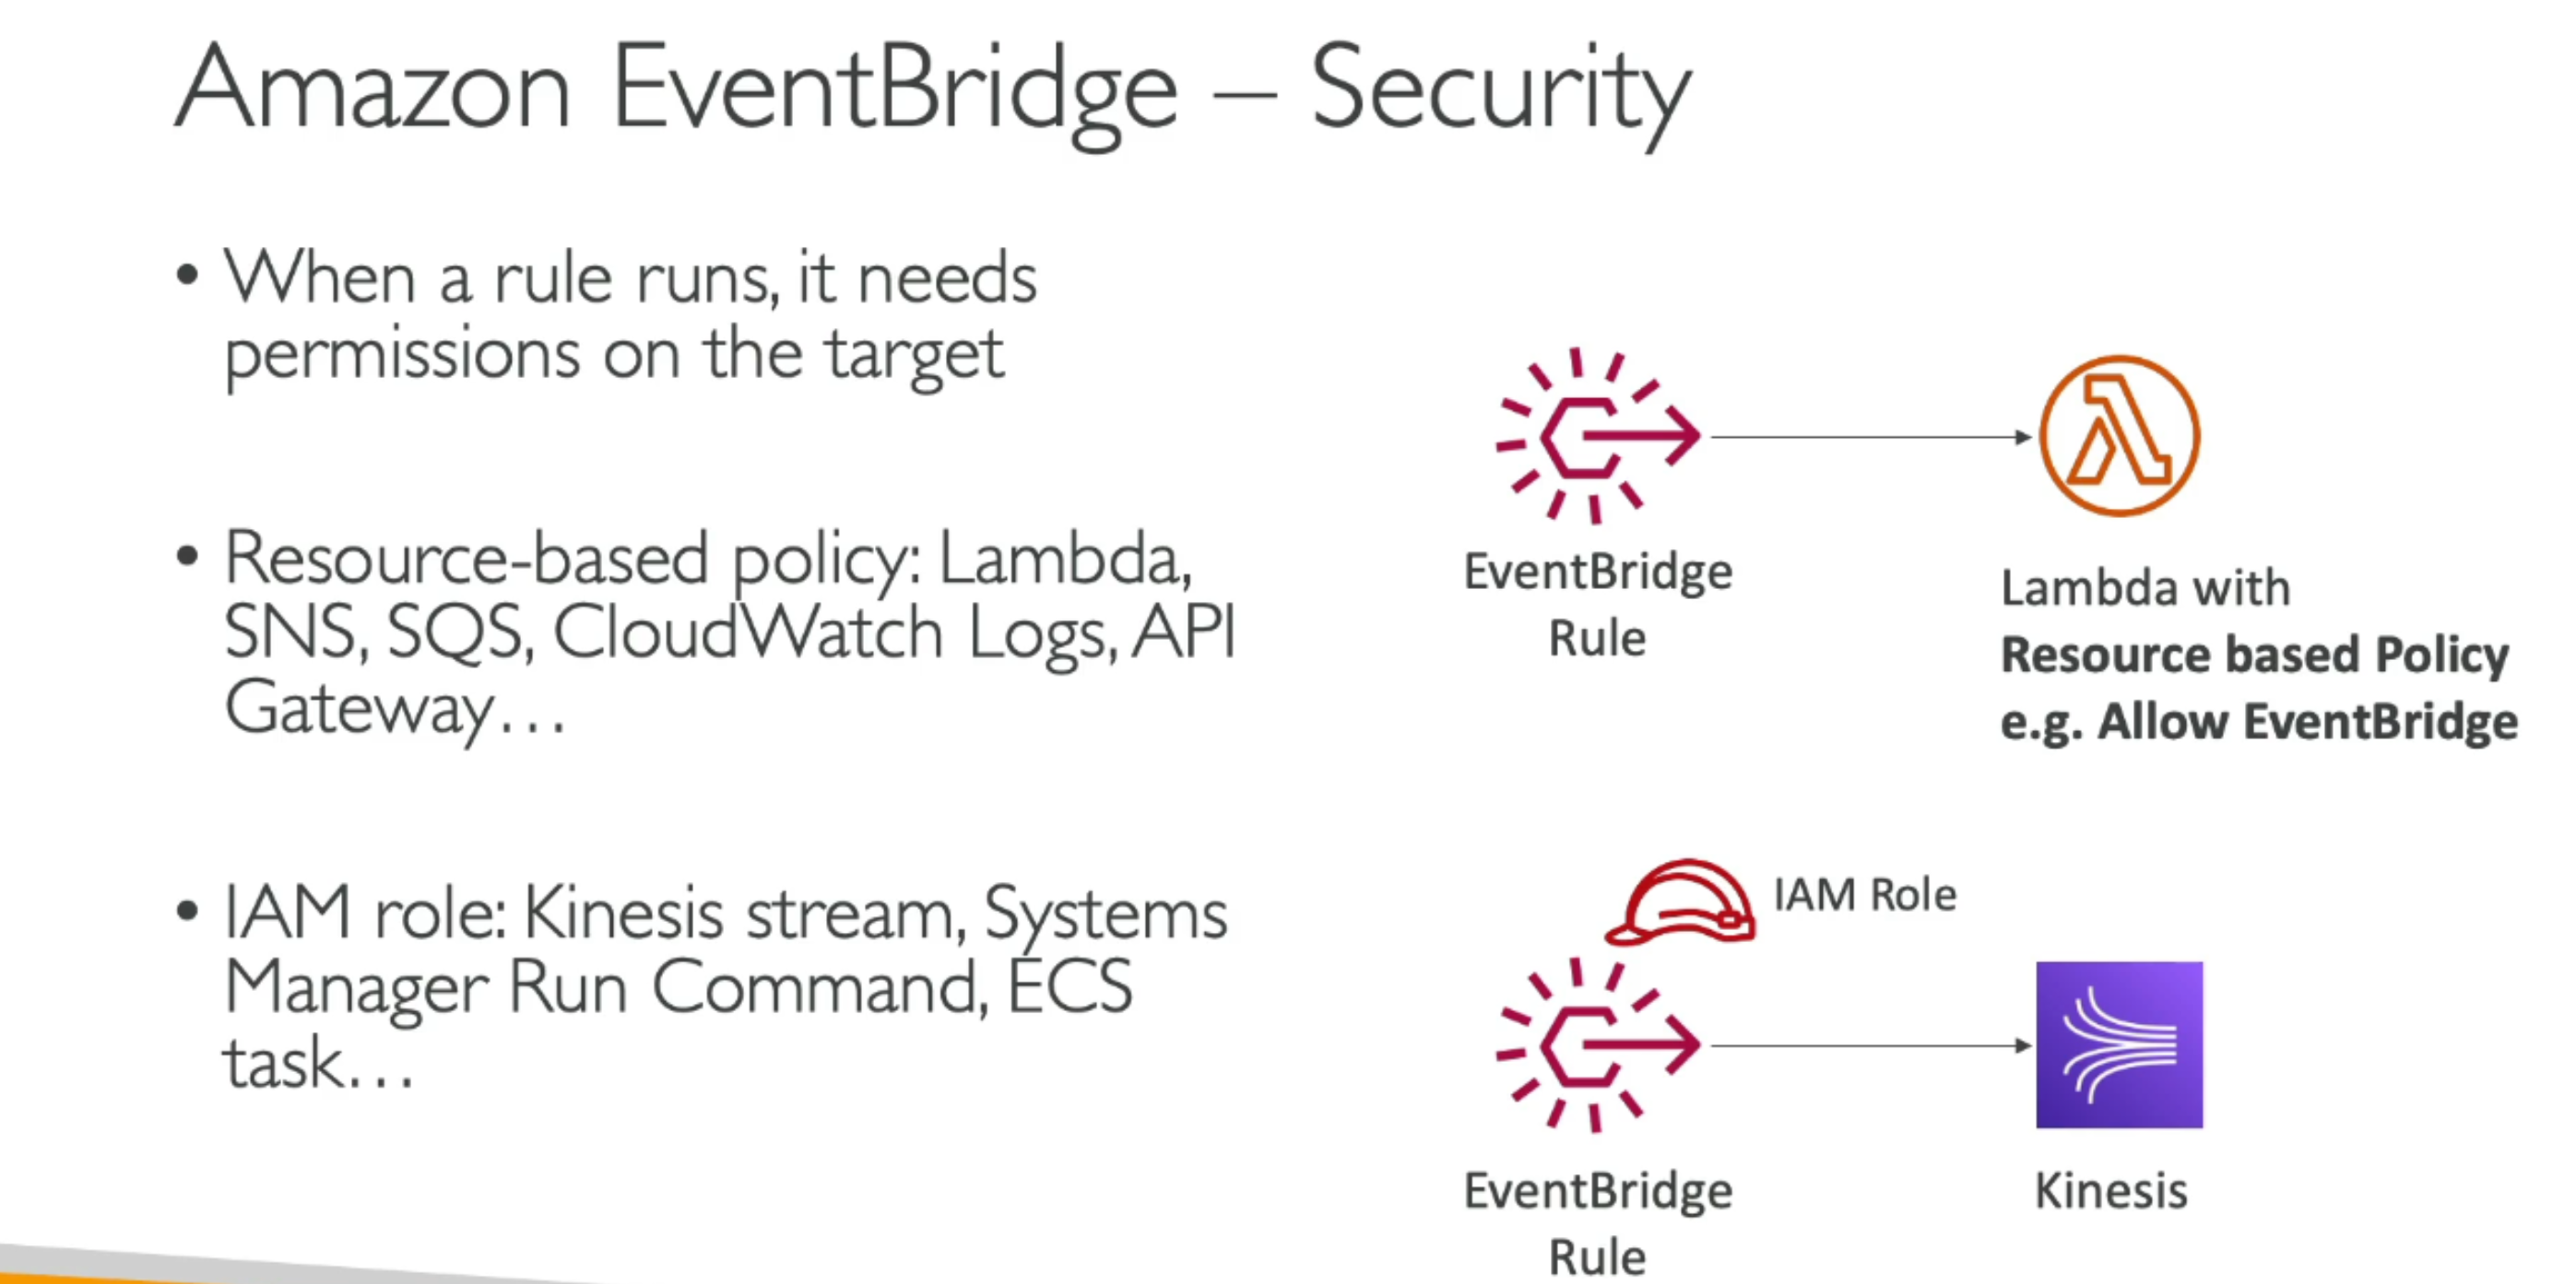 Amazon EventBridge – Security
• When a rule runs, it needs
permissions on the target
• Resource-based policy: Lambda,
SNS, SQS, CloudWatch Logs, API
Gateway…
• IAM role: Kinesis stream, Systems
Manager Run Command, ECS
task…
EventBridge
Rule
Lambda with
Resource based Policy
e.g. Allow EventBridge
IAM Role
EventBridge
Rule
Kinesis